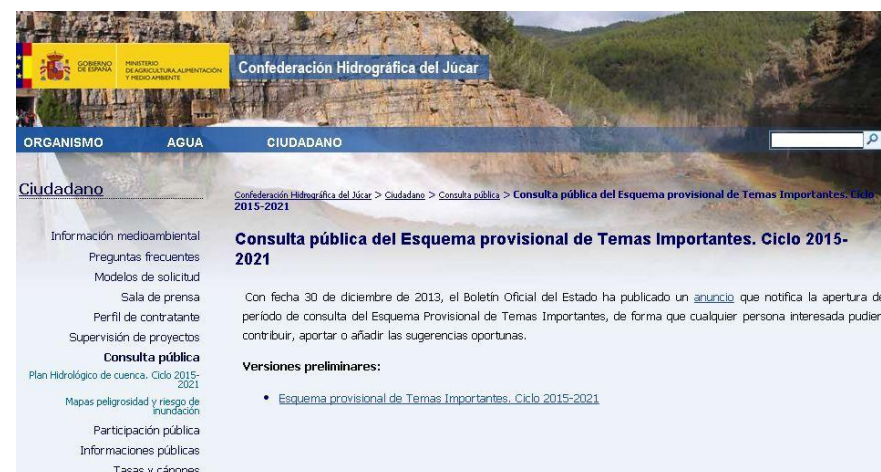 GOBIERNO
DE ESPAÑA
MINISTERIO
DE AGRICULTURA, ALIMENTACIÓN
Y MEDIO AMBIENTE
Confederación Hidrográfica del Júcar
ORGANISMO AGUA CIUDADANO
Ciudadano
Confederación Hidrográfica del Júcar > Ciudadano > Consulta pública > Consulta pública del Esquema provisional de Temas Importantes. Ciclo
2015-2021
Información medioambiental
Preguntas frecuentes
Modelos de solicitud
Sala de prensa
Perfil de contratante
Supervisión de proyectos
Consulta pública
Plan Hidrológico de cuenca. Ciclo 2015-
2021
Mapas peligrosidad y riesgo de
inundación
Participación pública
Informaciones públicas
Tasas y cánones
Consulta pública del Esquema provisional de Temas Importantes. Ciclo 2015-
2021
Con fecha 30 de diciembre de 2013, el Boletín Oficial del Estado ha publicado un anuncio que notifica la apertura de
período de consulta del Esquema Provisional de Temas Importantes, de forma que cualquier persona interesada pudier
contribuir, aportar o añadir las sugerencias oportunas.
Versiones preliminares:
• Esquema provisional de Temas Importantes. Ciclo 2015-2021